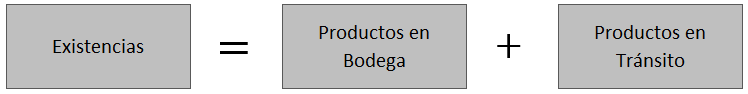 Existencias = Productos en Bodega + Productos en Tránsito